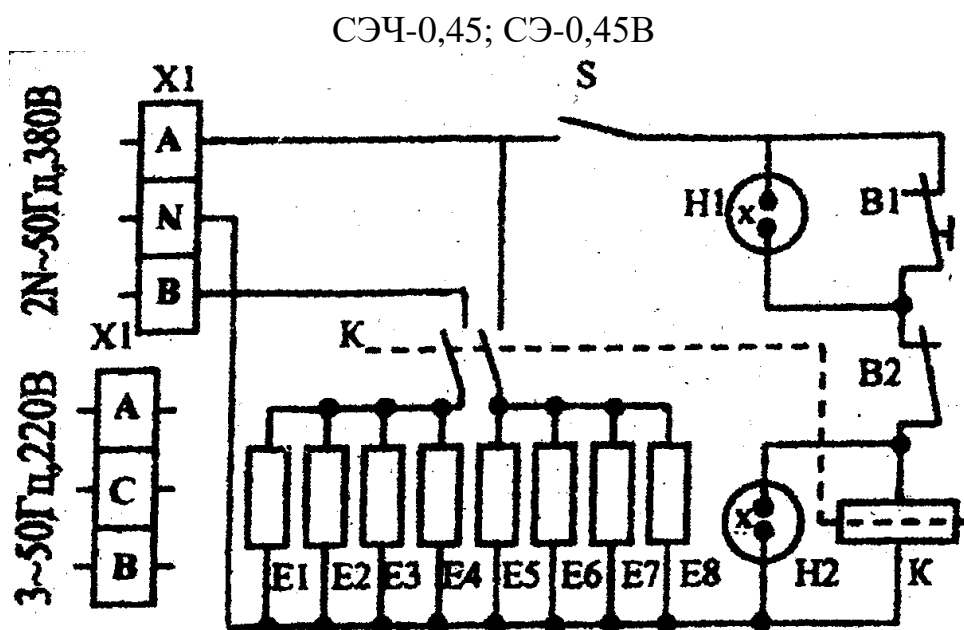 СЭЧ-0,45; СЭ-0,45В
X1
S
2N~50Гц,380В
A
N
B
H1
x
B1
K
B2
X1
3~50Гц,220В
A
C
B
x
E1 E2 E3 E4 E5 E6 E7 E8 H2 K